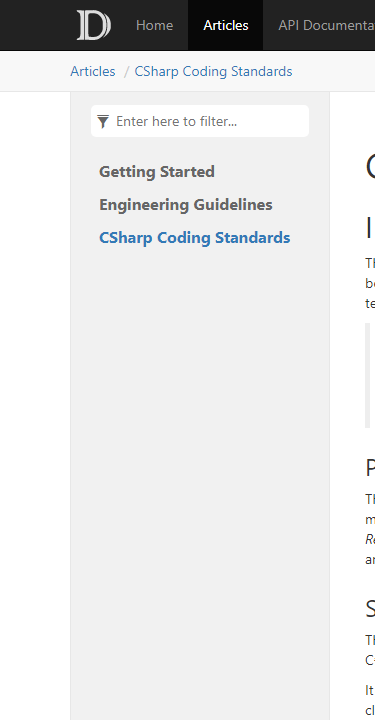 D
Home Articles API Documenta
Articles / CSharp Coding Standards
Enter here to filter...
Getting Started
Engineering Guidelines
CSharp Coding Standards
I
Th
be
te
P
Th
m
Re
an
S
Th
C
It
cl